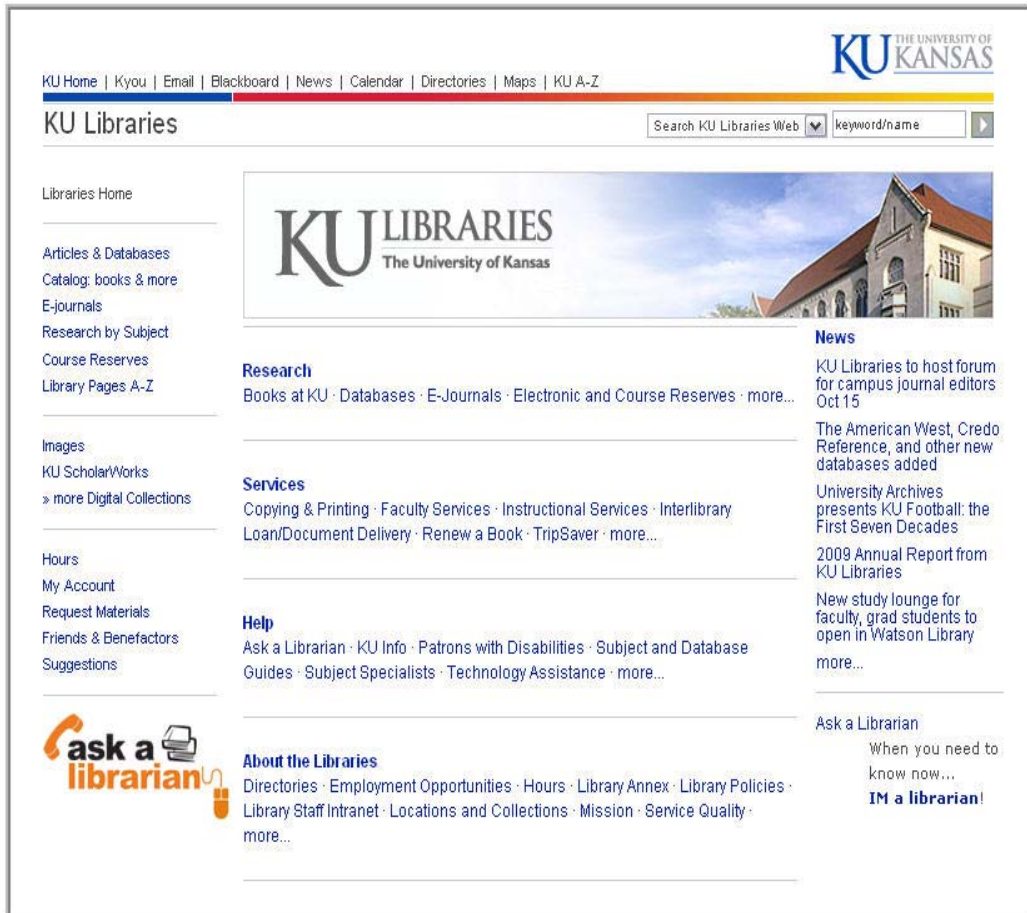 KU THE UNIVERSITY OF
KANSAS
KU Home | Kyou | Email | Blackboard | News | Calendar | Directories | Maps | KU A-Z
KU Libraries
Search KU Libraries Web
keyword/name
Libraries Home
Articles & Databases
Catalog: books & more
E-journals
Research by Subject
Course Reserves
Library Pages A-Z
Images
KU ScholarWorks
» more Digital Collections
Hours
My Account
Request Materials
Friends & Benefactors
Suggestions
ask a
librarian
KU LIBRARIES
The University of Kansas
Research
Books at KU · Databases · E-Journals · Electronic and Course Reserves · more...
Services
Copying & Printing · Faculty Services · Instructional Services · Interlibrary
Loan/Document Delivery · Renew a Book · TripSaver · more...
Help
Ask a Librarian · KU Info · Patrons with Disabilities · Subject and Database
Guides · Subject Specialists · Technology Assistance · more...
About the Libraries
Directories · Employment Opportunities · Hours · Library Annex · Library Policies ·
Library Staff Intranet · Locations and Collections · Mission · Service Quality ·
more...
News
KU Libraries to host forum
for campus journal editors
Oct 15
The American West, Credo
Reference, and other new
databases added
University Archives
presents KU Football: the
First Seven Decades
2009 Annual Report from
KU Libraries
New study lounge for
faculty, grad students to
open in Watson Library
more...
Ask a Librarian
When you need to
know now...
IM a librarian!